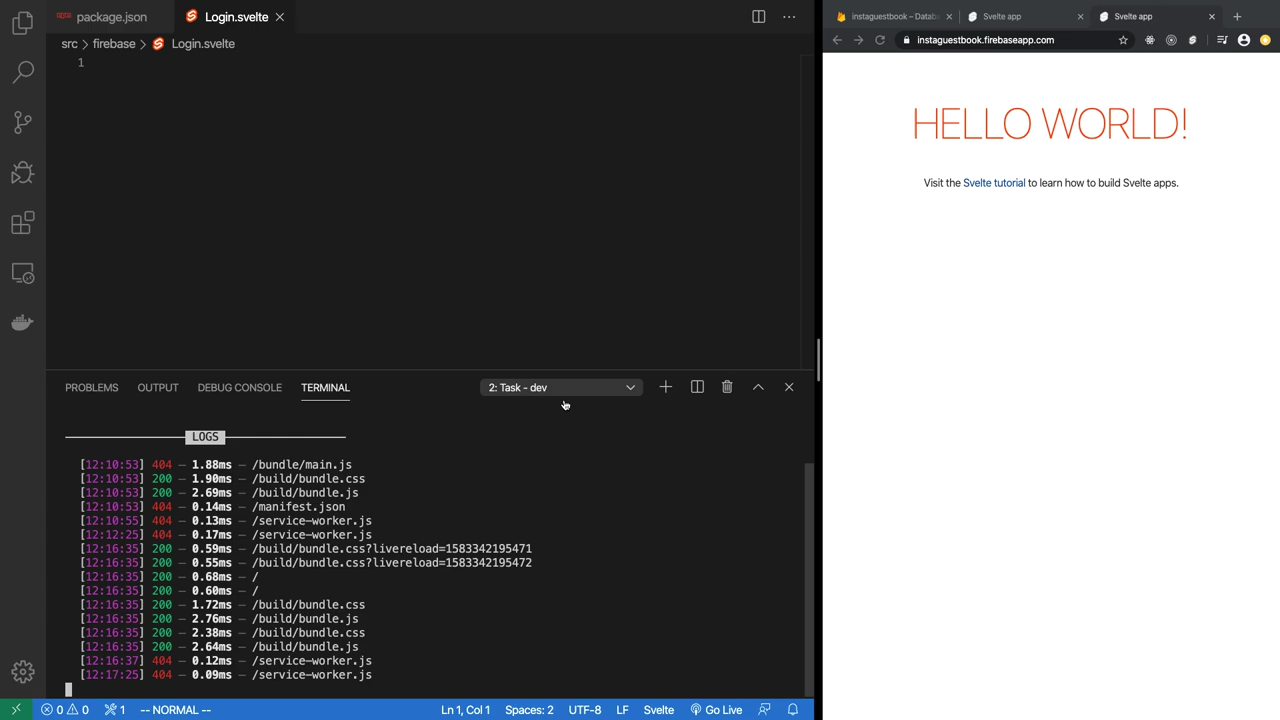 package.json
Login.svelte
src > firebase > Login.svelte
1
PROBLEMS OUTPUT DEBUG CONSOLE TERMINAL
2: Task - dev
LOGS
[12:10:53] 404 — 1.88ms — /bundle/main.js
[12:10:53] 200 — 1.90ms — /build/bundle.css
[12:10:53] 200 — 2.69ms — /build/bundle.js
[12:10:53] 404 — 0.14ms — /manifest.json
[12:10:55] 404 — 0.13ms — /service-worker.js
[12:12:25] 404 — 0.17ms — /service-worker.js
[12:16:35] 200 — 0.59ms — /build/bundle.css?livereload=1583342195471
[12:16:35] 200 — 0.55ms — /build/bundle.css?livereload=1583342195472
[12:16:35] 200 — 0.68ms — /
[12:16:35] 200 — 0.60ms — /
[12:16:35] 200 — 1.72ms — /build/bundle.css
[12:16:35] 200 — 2.76ms — /build/bundle.js
[12:16:35] 200 — 2.38ms — /build/bundle.css
[12:16:35] 200 — 2.64ms — /build/bundle.js
[12:16:37] 404 — 0.12ms — /service-worker.js
[12:17:25] 404 — 0.09ms — /service-worker.js
0 0 1 -- NORMAL -- Ln 1, Col 1 Spaces: 2 UTF-8 LF Svelte Go Live
instaguestbook – Datab
Svelte app
Svelte app
instaguestbook.firebaseapp.com
HELLO WORLD!
Visit the Svelte tutorial to learn how to build Svelte apps.